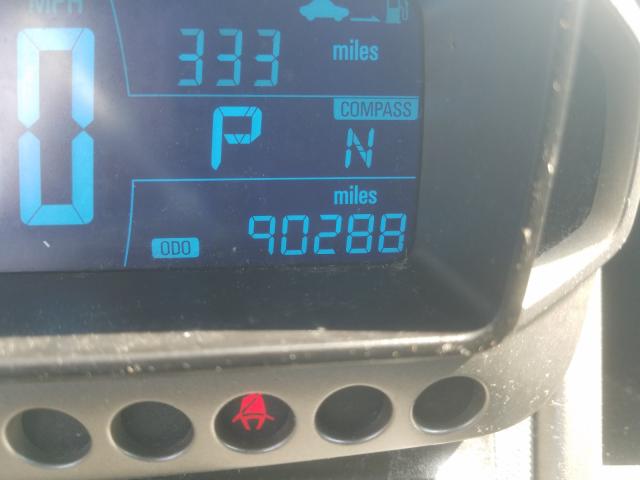 MPH
0
333 miles
COMPASS
P N
miles
ODO 90288